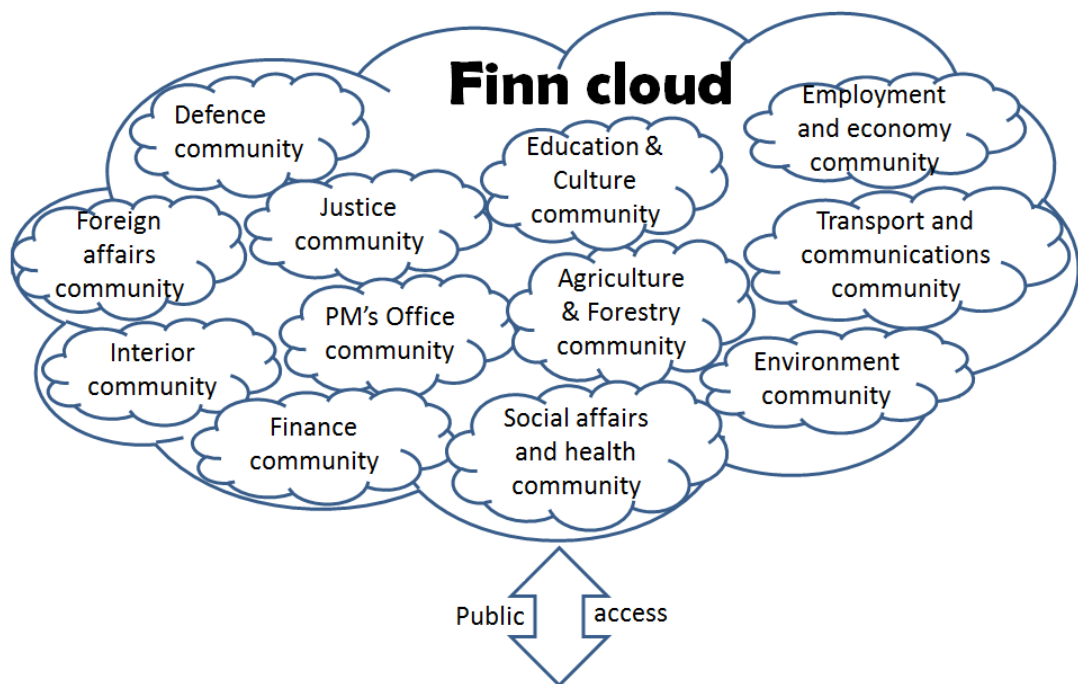 Finn cloud
Defence
community
Employment
and economy
community
Education &
Culture
community
Justice
community
Foreign
affairs
community
Transport and
communications
community
Agriculture
& Forestry
community
PM's Office
community
Interior
community
Environment
community
Finance
community
Social affairs
and health
community
Public access